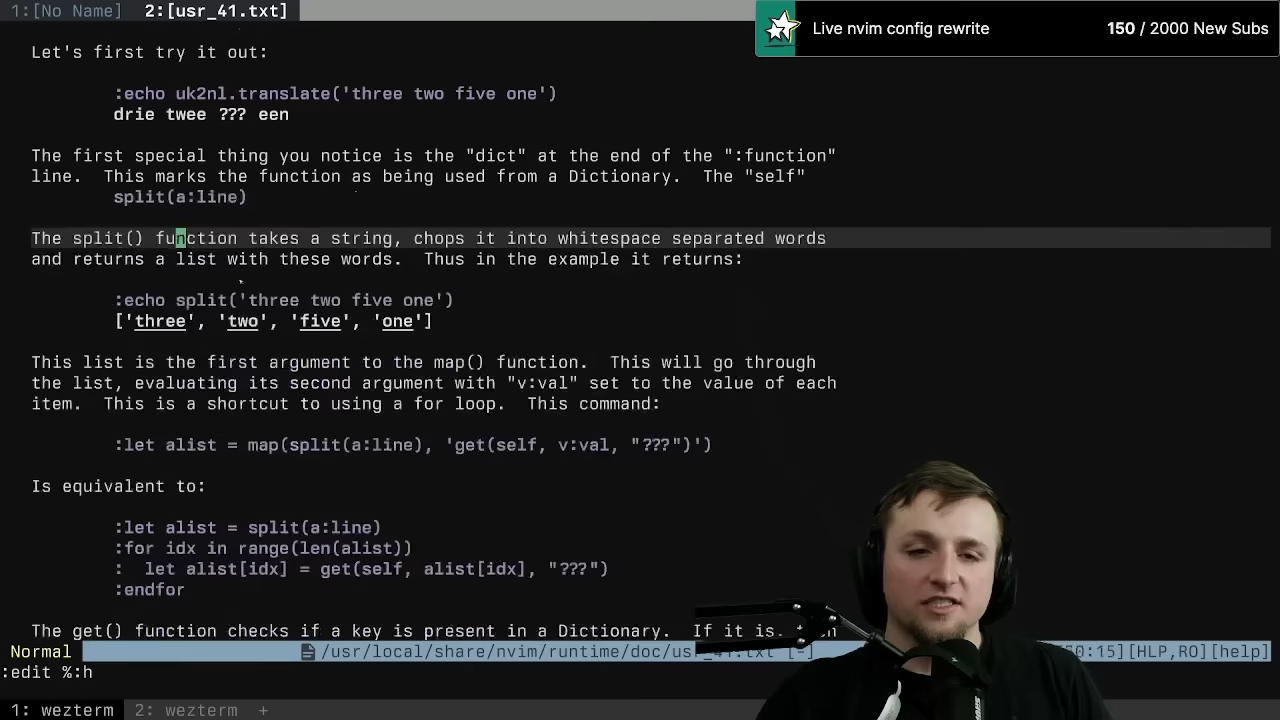 1:[No Name]  2:[usr_41.txt]
Live nvim config rewrite  150 / 2000 New Subs
Let's first try it out:
:echo uk2nl.translate('three two five one')
drie twee ??? een
The first special thing you notice is the "dict" at the end of the ":function"
line.  This marks the function as being used from a Dictionary.  The "self"
split(a:line)
The split() function takes a string, chops it into whitespace separated words
and returns a list with these words.  Thus in the example it returns:
:echo split('three two five one')
['three', 'two', 'five', 'one']
This list is the first argument to the map() function.  This will go through
the list, evaluating its second argument with "v:val" set to the value of each
item.  This is a shortcut to using a for loop.  This command:
:let alist = map(split(a:line), 'get(self, v:val, "???")')
Is equivalent to:
:let alist = split(a:line)
:for idx in range(len(alist))
:  let alist[idx] = get(self, alist[idx], "???")
:endfor
The get() function checks if a key is present in a Dictionary.  If it is,
Normal  /usr/local/share/nvim/runtime/doc/usr_41.txt [-]  :15][HLP,RO][help]
:edit %:h
1: wezterm  2: wezterm  +